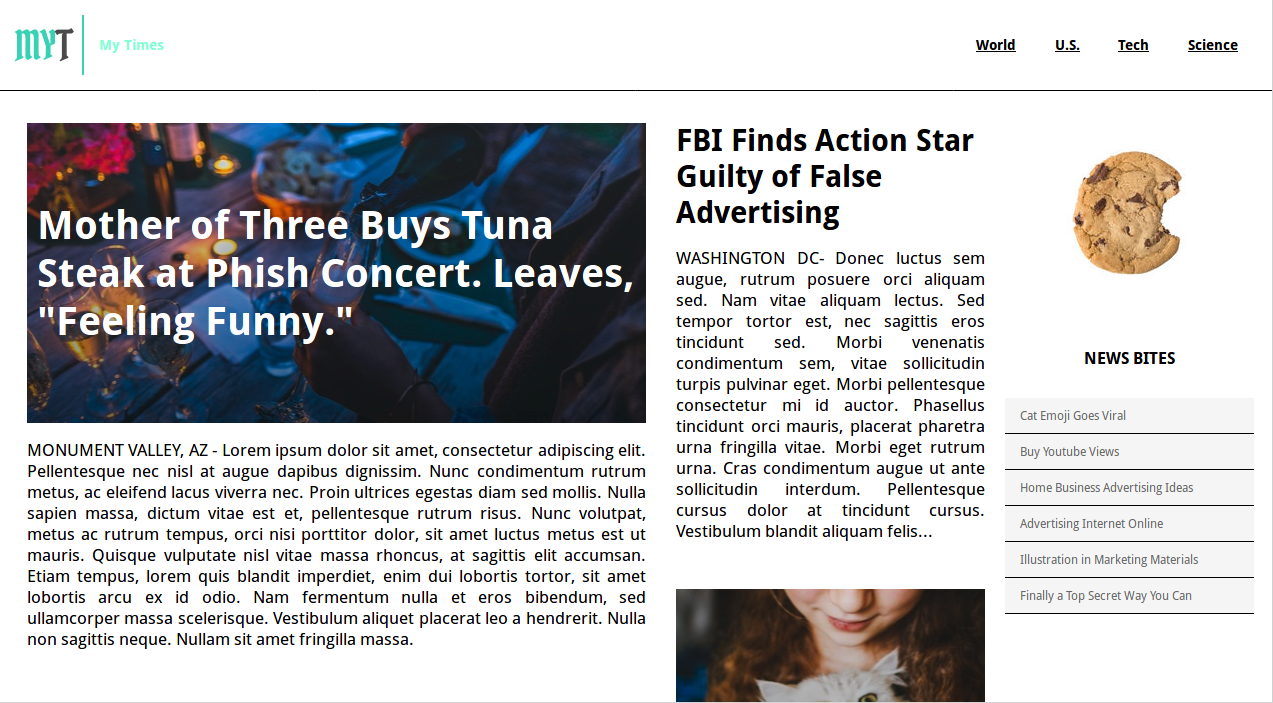 MYT
My Times
World
U.S.
Tech
Science
Mother of Three Buys Tuna
Steak at Phish Concert. Leaves,
"Feeling Funny."
MONUMENT VALLEY, AZ - Lorem ipsum dolor sit amet, consectetur adipiscing elit.
Pellentesque nec nisl at augue dapibus dignissim. Nunc condimentum rutrum
metus, ac eleifend lacus viverra nec. Proin ultrices egestas diam sed mollis. Nulla
sapien massa, dictum vitae est et, pellentesque rutrum risus. Nunc volutpat,
metus ac rutrum tempus, orci nisi porttitor dolor, sit amet luctus metus est ut
mauris. Quisque vulputate nisl vitae massa rhoncus, at sagittis elit accumsan.
Etiam tempus, lorem quis blandit imperdiet, enim dui lobortis tortor, sit amet
lobortis arcu ex id odio. Nam fermentum nulla et eros bibendum, sed
ullamcorper massa scelerisque. Vestibulum aliquet placerat leo a hendrerit. Nulla
non sagittis neque. Nullam sit amet fringilla massa.
FBI Finds Action Star
Guilty of False
Advertising
WASHINGTON DC- Donec luctus sem
augue, rutrum posuere orci aliquam
sed. Nam vitae aliquam lectus. Sed
tempor tortor est, nec sagittis eros
tincidunt sed. Morbi venenatis
condimentum sem, vitae sollicitudin
turpis pulvinar eget. Morbi pellentesque
consectetur mi id auctor. Phasellus
tincidunt orci mauris, placerat pharetra
urna fringilla vitae. Morbi eget rutrum
urna. Cras condimentum augue ut ante
sollicitudin interdum. Pellentesque
cursus dolor at tincidunt cursus.
Vestibulum blandit aliquam felis...
NEWS BITES
Cat Emoji Goes Viral
Buy Youtube Views
Home Business Advertising Ideas
Advertising Internet Online
Illustration in Marketing Materials
Finally a Top Secret Way You Can